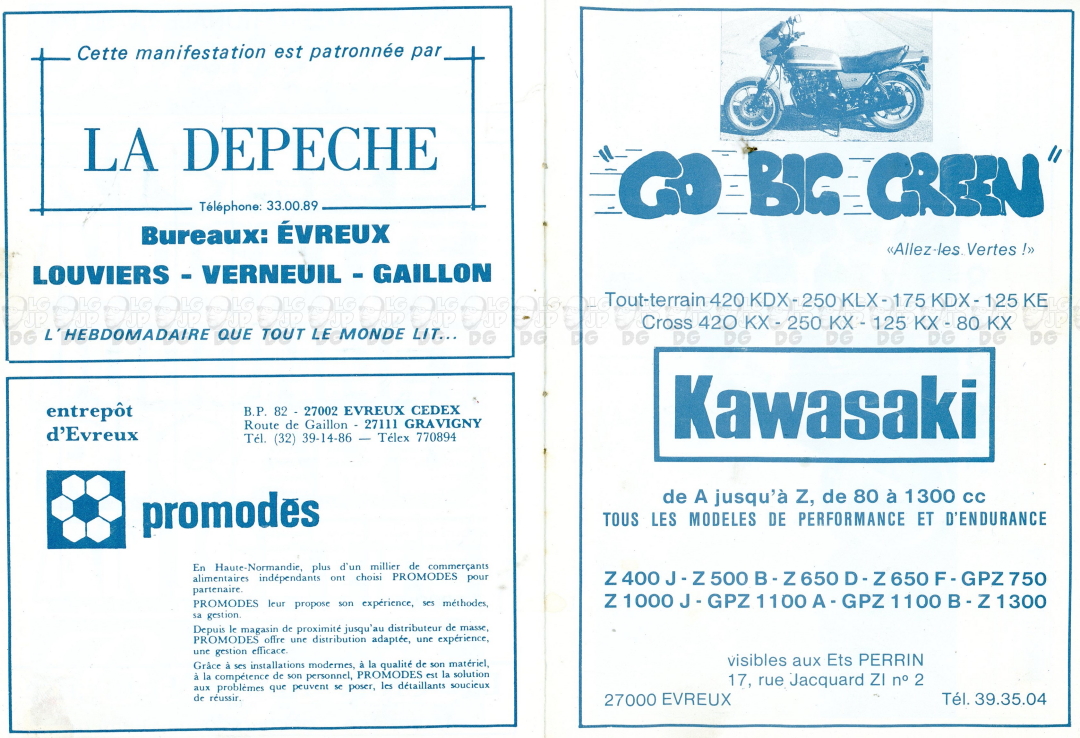 Cette manifestation est patronnée par
LA DEPECHE
Téléphone: 33.00.89
Bureaux: ÉVREUX
LOUVIERS - VERNEUIL - GAILLON
L'HEBDOMADAIRE QUE TOUT LE MONDE LIT...
entrepôt
d'Evreux
B.P. 82 - 27002 EVREUX CEDEX
Route de Gaillon - 27111 GRAVIGNY
Tél. (32) 39-14-86 — Télex 770894
promodēs
En Haute-Normandie, plus d'un millier de commerçants
alimentaires indépendants ont choisi PROMODES pour
partenaire.
PROMODES leur propose son expérience, ses méthodes,
sa gestion.
Depuis le magasin de proximité jusqu'au distributeur de masse,
PROMODES offre une distribution adaptée, une expérience,
une gestion efficace.
Grâce à ses installations modernes, à la qualité de son matériel,
à la compétence de son personnel, PROMODES est la solution
aux problèmes que peuvent se poser, les détaillants soucieux
de réussir.
"GO BIG GREEN"
«Allez-les Vertes !»
Tout-terrain 420 KDX - 250 KLX - 175 KDX - 125 KE
Cross 420 KX - 250 KX - 125 KX - 80 KX
Kawasaki
de A jusqu'à Z, de 80 à 1300 cc
TOUS LES MODELES DE PERFORMANCE ET D'ENDURANCE
Z 400 J - Z 500 B - Z 650 D - Z 650 F - GPZ 750
Z 1000 J - GPZ 1100 A - GPZ 1100 B - Z 1300
visibles aux Ets PERRIN
17, rue Jacquard ZI nº 2
27000 EVREUX Tél. 39.35.04